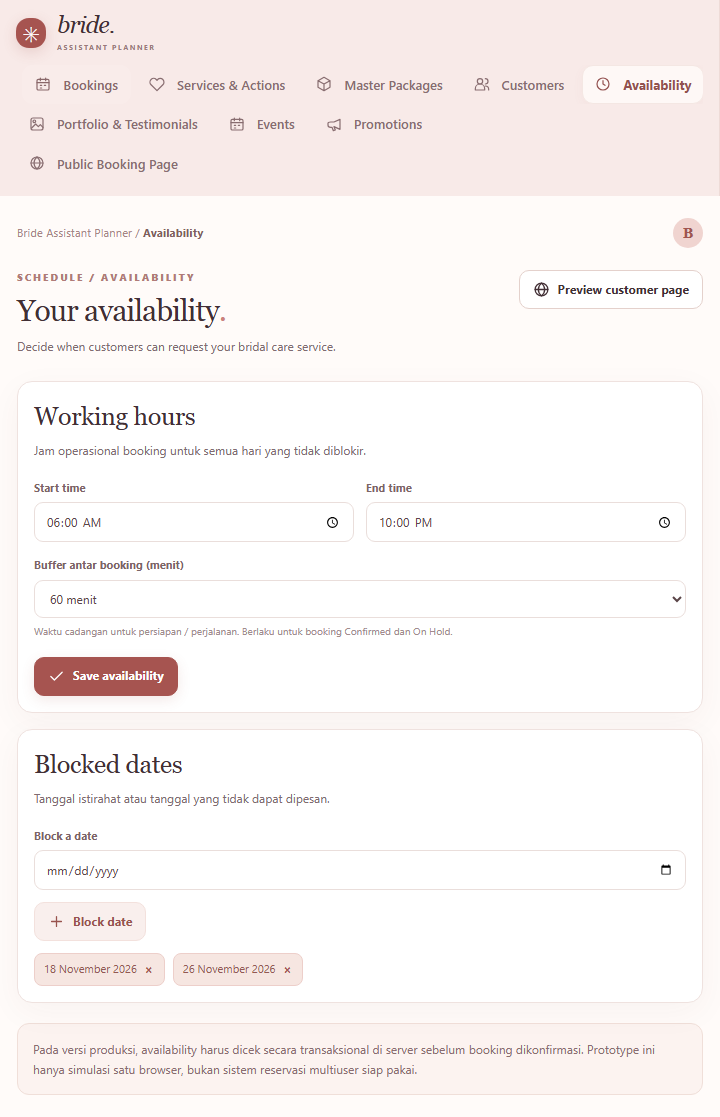 bride.
ASSISTANT PLANNER
Bookings
Services & Actions
Master Packages
Customers
Availability
Portfolio & Testimonials
Events
Promotions
Public Booking Page
Bride Assistant Planner / Availability
B
SCHEDULE / AVAILABILITY
Your availability.
Preview customer page
Decide when customers can request your bridal care service.
Working hours
Jam operasional booking untuk semua hari yang tidak diblokir.
Start time
End time
06:00 AM
10:00 PM
Buffer antar booking (menit)
60 menit
Waktu cadangan untuk persiapan / perjalanan. Berlaku untuk booking Confirmed dan On Hold.
Save availability
Blocked dates
Tanggal istirahat atau tanggal yang tidak dapat dipesan.
Block a date
mm/dd/yyyy
Block date
18 November 2026 ×
26 November 2026 ×
Pada versi produksi, availability harus dicek secara transaksional di server sebelum booking dikonfirmasi. Prototype ini
hanya simulasi satu browser, bukan sistem reservasi multiuser siap pakai.